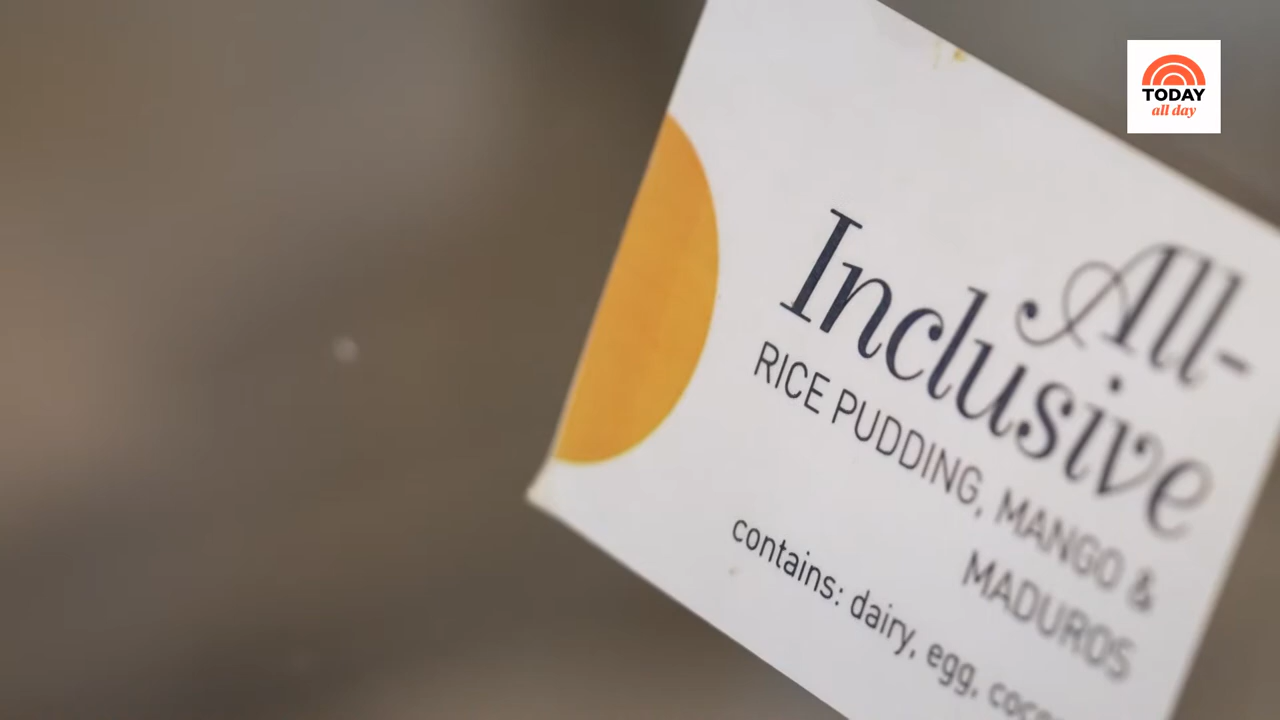 TODAY
all day
All-
Inclusive
RICE PUDDING, MANGO &
MADUROS
contains: dairy, egg,